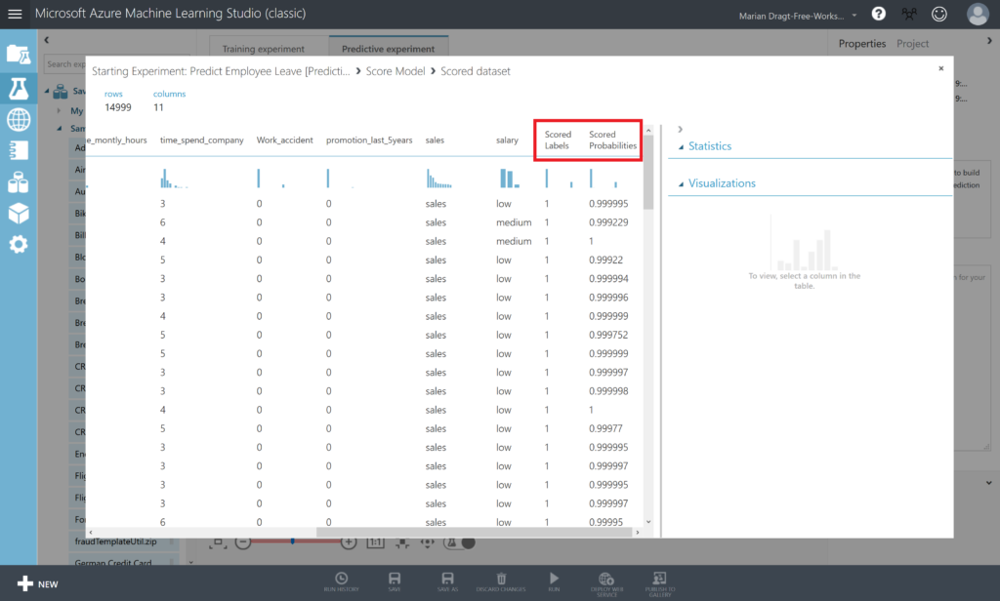 Microsoft Azure Machine Learning Studio (classic)
Marian Dragt-Free-Works...
Training experiment
Predictive experiment
Properties Project
Search exp
Starting Experiment: Predict Employee Leave [Predicti... > Score Model > Scored dataset
rows columns
14999 11
e_montly_hours time_spend_company Work_accident promotion_last_5years sales salary Scored Labels Scored Probabilities
3 0 0 sales low 1 0.999995
6 0 0 sales medium 1 0.999229
4 0 0 sales medium 1 1
5 0 0 sales low 1 0.99922
3 0 0 sales low 1 0.999994
3 0 0 sales low 1 0.999996
4 0 0 sales low 1 0.999999
5 0 0 sales low 1 0.999752
5 0 0 sales low 1 0.999999
3 0 0 sales low 1 0.999997
3 0 0 sales low 1 0.999998
4 0 0 sales low 1 1
5 0 0 sales low 1 0.99977
3 0 0 sales low 1 0.999995
3 0 0 sales low 1 0.999997
3 0 0 sales low 1 0.999995
3 0 0 sales low 1 0.999997
6 0 0 sales low 1 0.99995
Statistics
Visualizations
To view, select a column in the
table.
Sav
My
Sam
Ad
Air
Au
Bik
Bill
Blo
Bo
Bre
Bre
Bre
CR
CR
CR
CR
Ene
Flig
Flig
For
fraudTemplateUtil.zip
German Credit Card
9:...
9:...
to build
ediction
n for your
1:1
NEW
RUN HISTORY
SAVE
SAVE AS
DISCARD CHANGES
RUN
DEPLOY WEB
SERVICE
PUBLISH TO
GALLERY